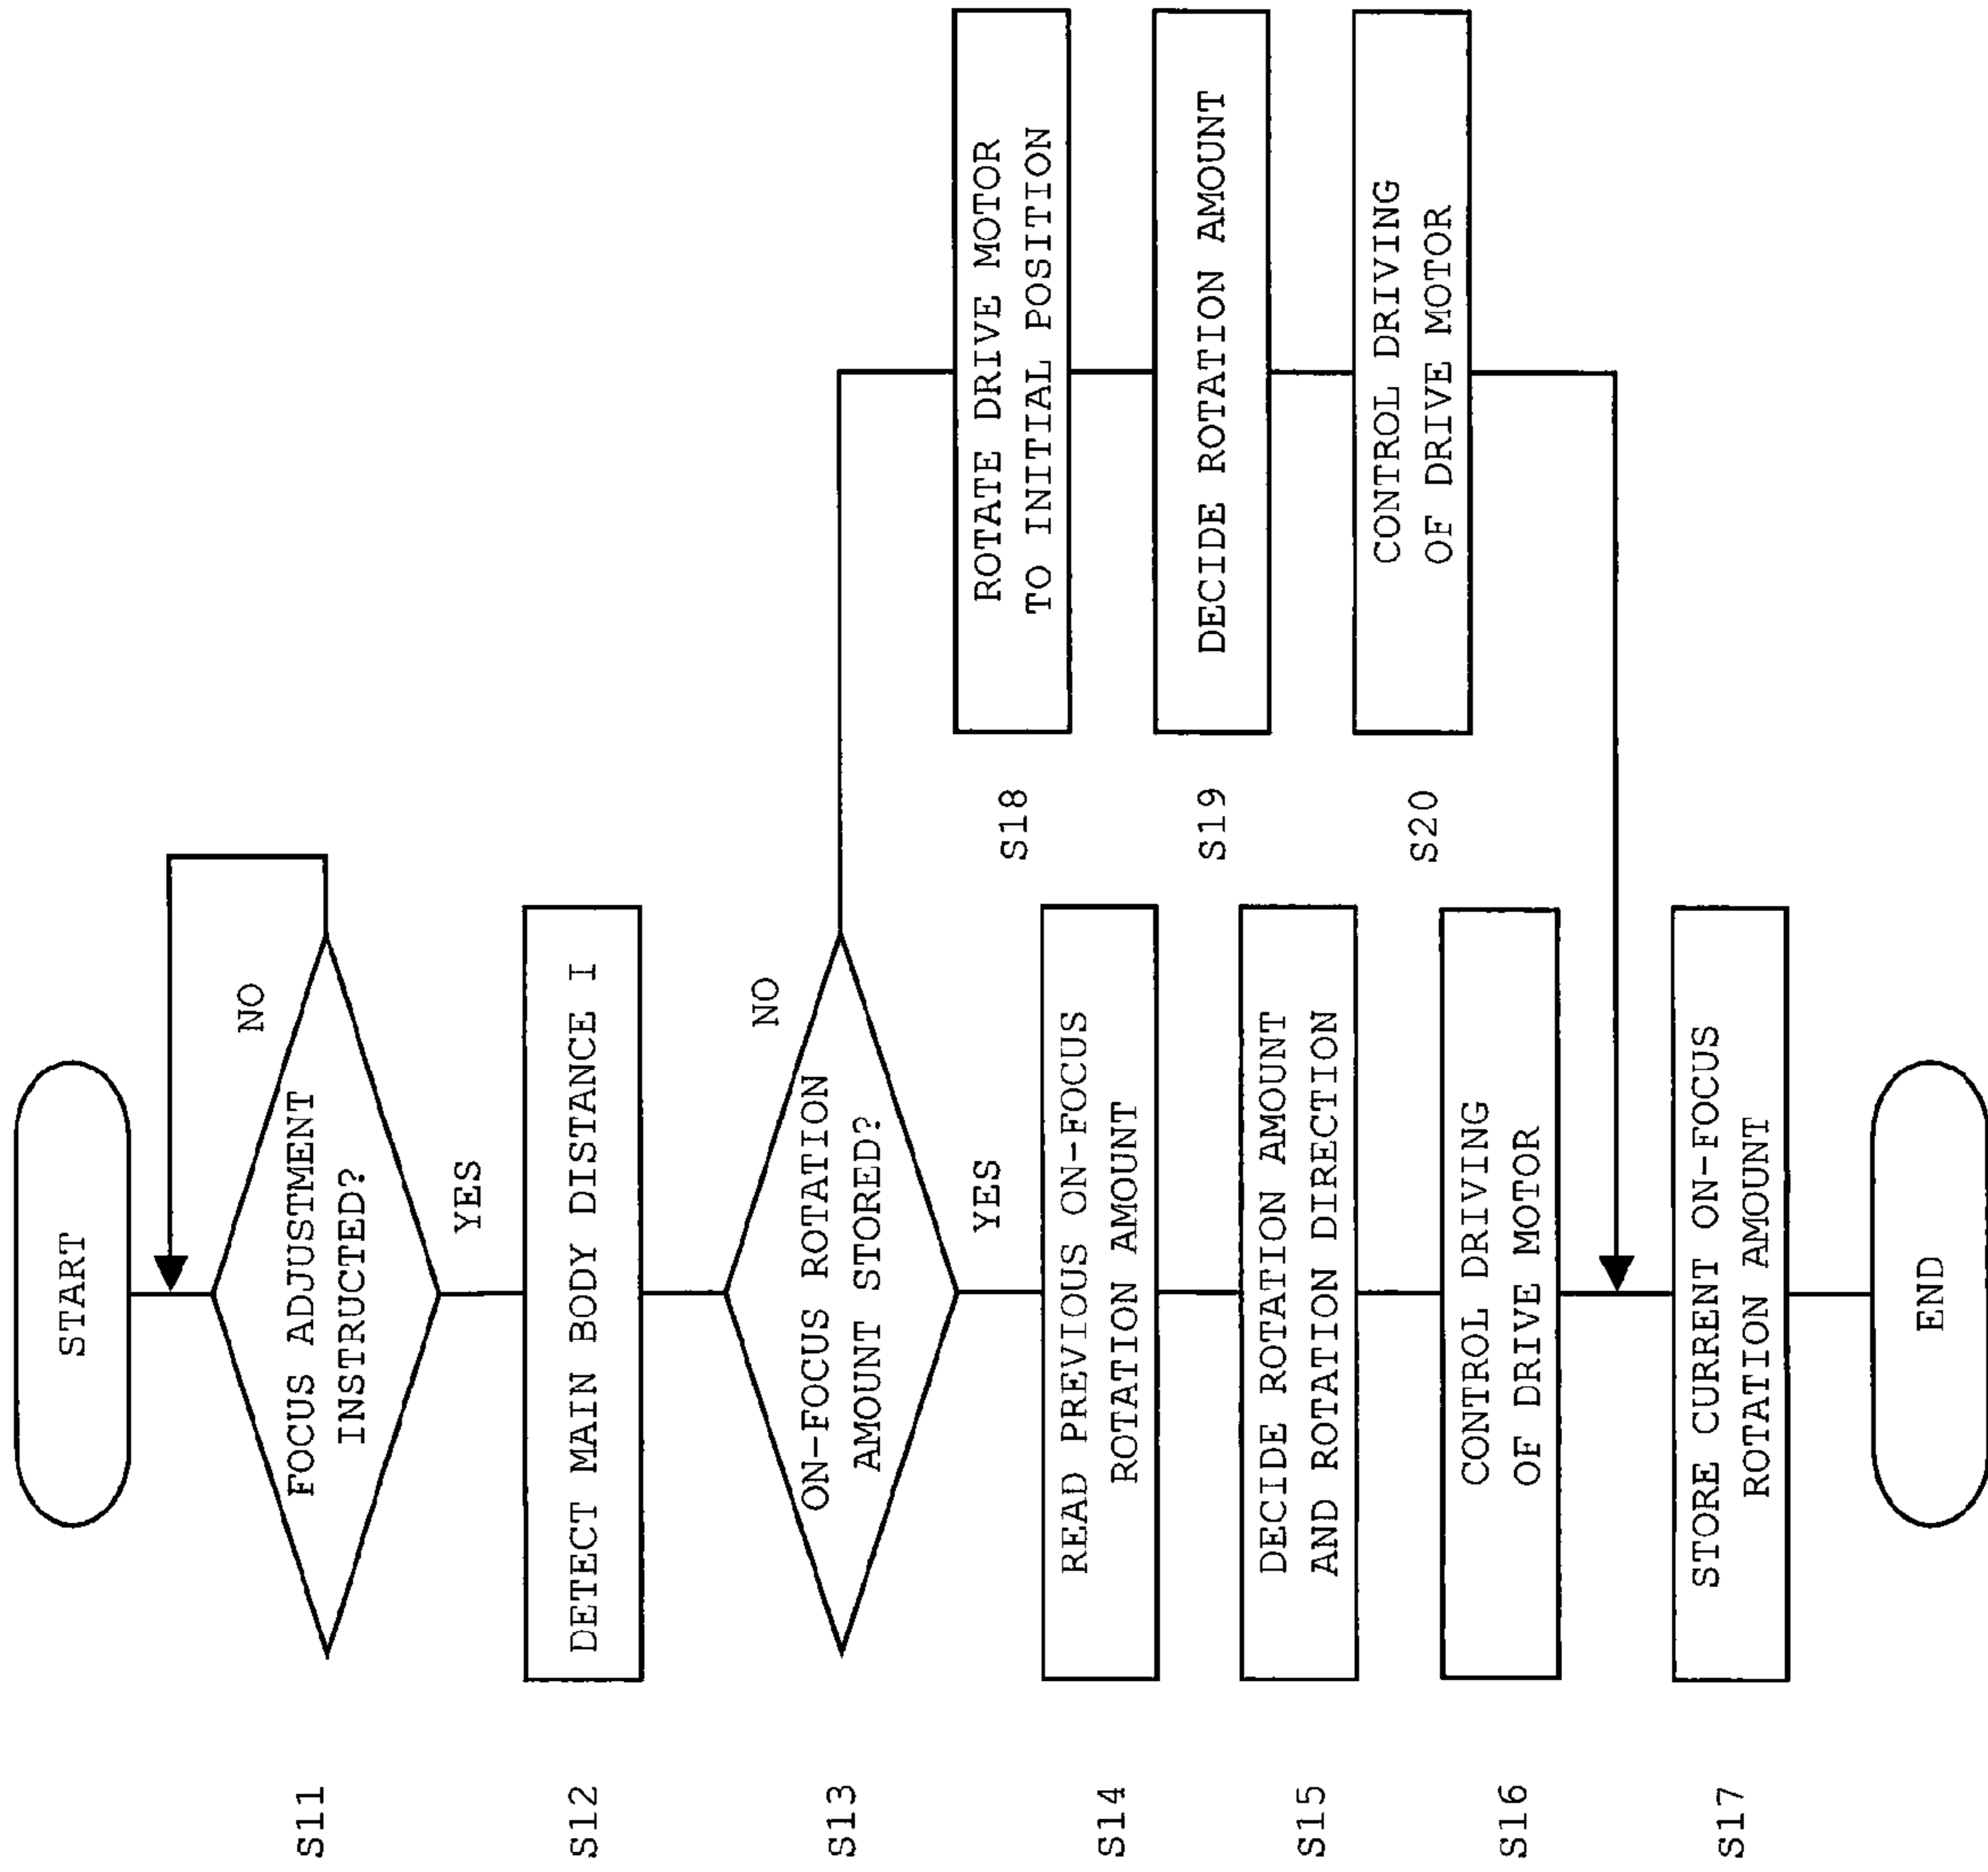 START
S11
FOCUS ADJUSTMENT
INSTRUCTED?
NO
YES
S12
DETECT MAIN BODY DISTANCE I
S13
ON-FOCUS ROTATION
AMOUNT STORED?
NO
YES
S14
READ PREVIOUS ON-FOCUS
ROTATION AMOUNT
S15
DECIDE ROTATION AMOUNT
AND ROTATION DIRECTION
S16
CONTROL DRIVING
OF DRIVE MOTOR
S18
ROTATE DRIVE MOTOR
TO INITIAL POSITION
S19
DECIDE ROTATION AMOUNT
S20
CONTROL DRIVING
OF DRIVE MOTOR
S17
STORE CURRENT ON-FOCUS
ROTATION AMOUNT
END